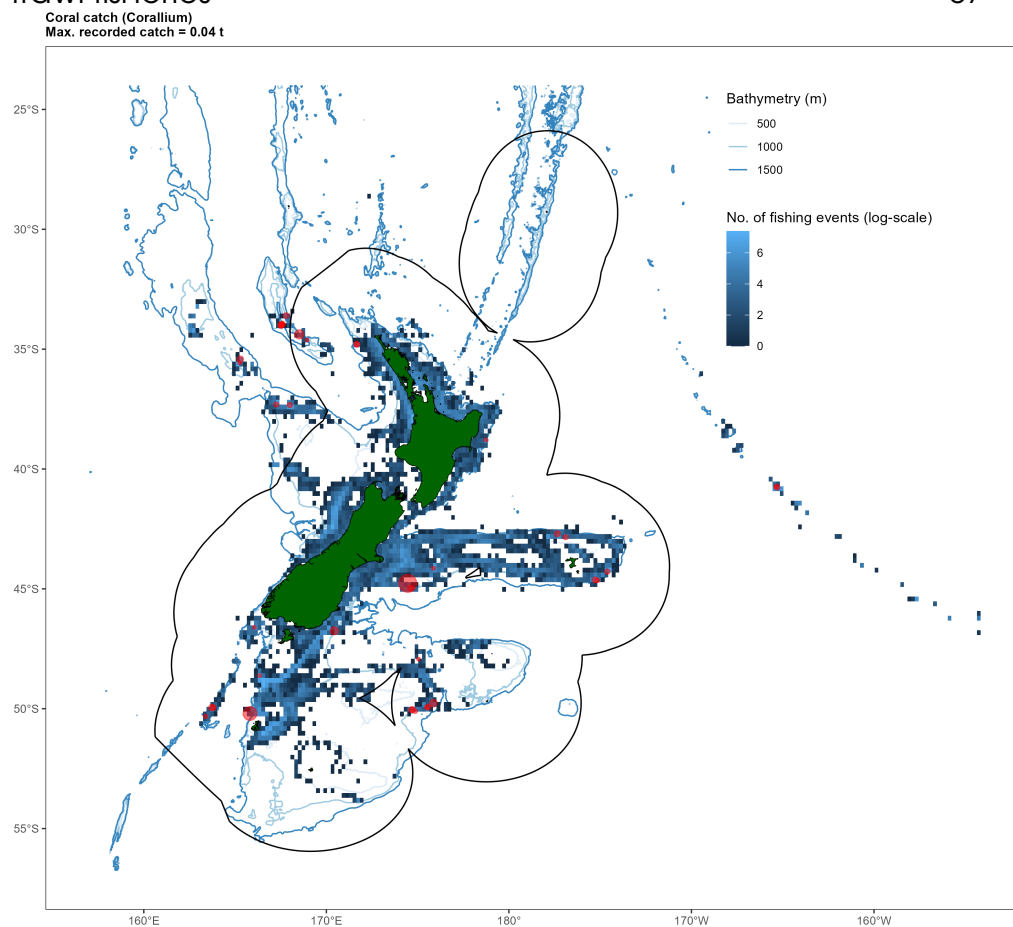 Coral catch (Corallium)
Max. recorded catch = 0.04 t
25°S
30°S
35°S
40°S
45°S
50°S
55°S
160°E
170°E
180°
170°W
160°W
Bathymetry (m)
500
1000
1500
No. of fishing events (log-scale)
6
4
2
0